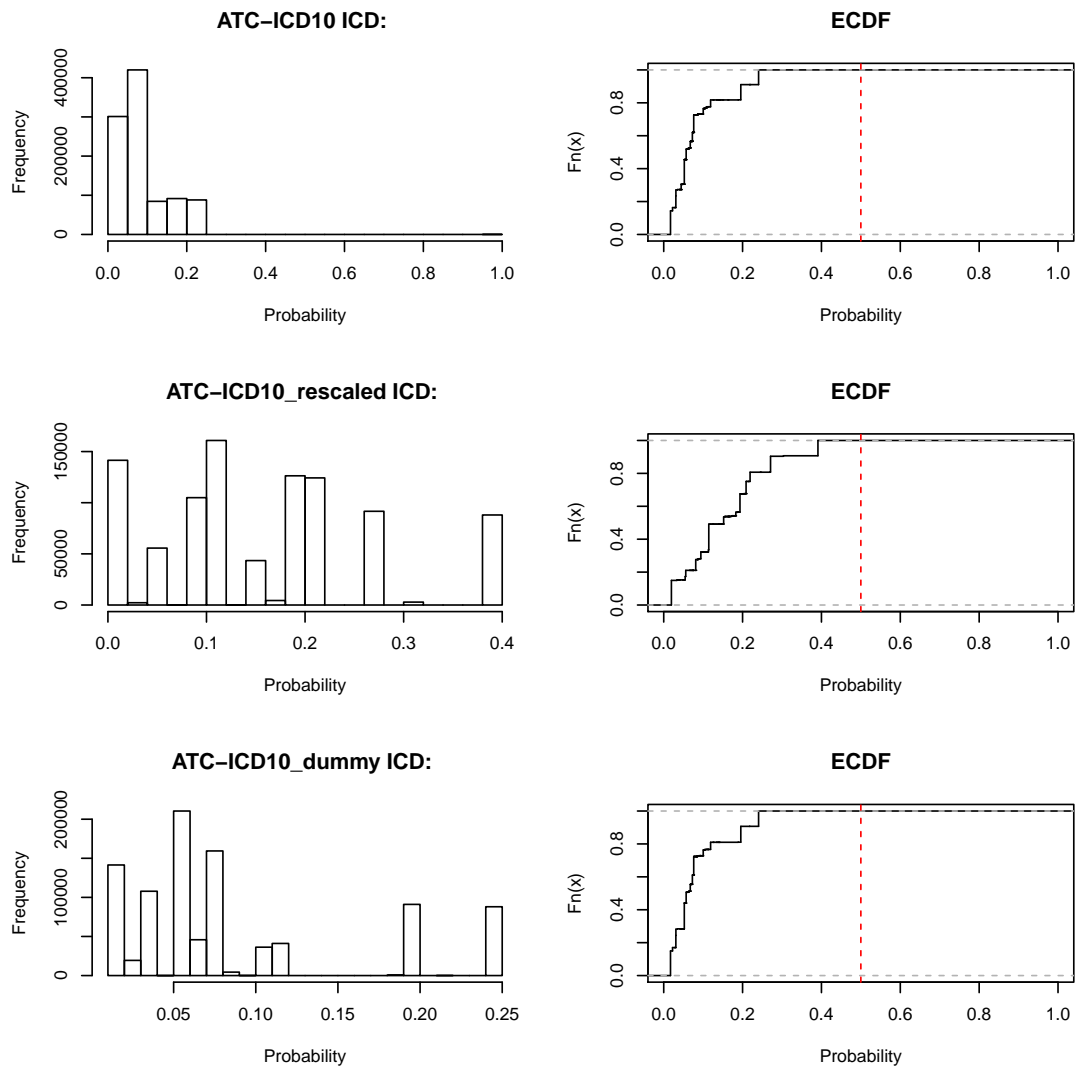 ATC−ICD10 ICD:
Frequency
0 200000 400000
0.0 0.2 0.4 0.6 0.8 1.0
Probability
ECDF
Fn(x)
0.0 0.4 0.8
0.0 0.2 0.4 0.6 0.8 1.0
Probability
ATC−ICD10_rescaled ICD:
Frequency
0 50000 150000
0.0 0.1 0.2 0.3 0.4
Probability
ECDF
Fn(x)
0.0 0.4 0.8
0.0 0.2 0.4 0.6 0.8 1.0
Probability
ATC−ICD10_dummy ICD:
Frequency
0 100000 200000
0.05 0.10 0.15 0.20 0.25
Probability
ECDF
Fn(x)
0.0 0.4 0.8
0.0 0.2 0.4 0.6 0.8 1.0
Probability